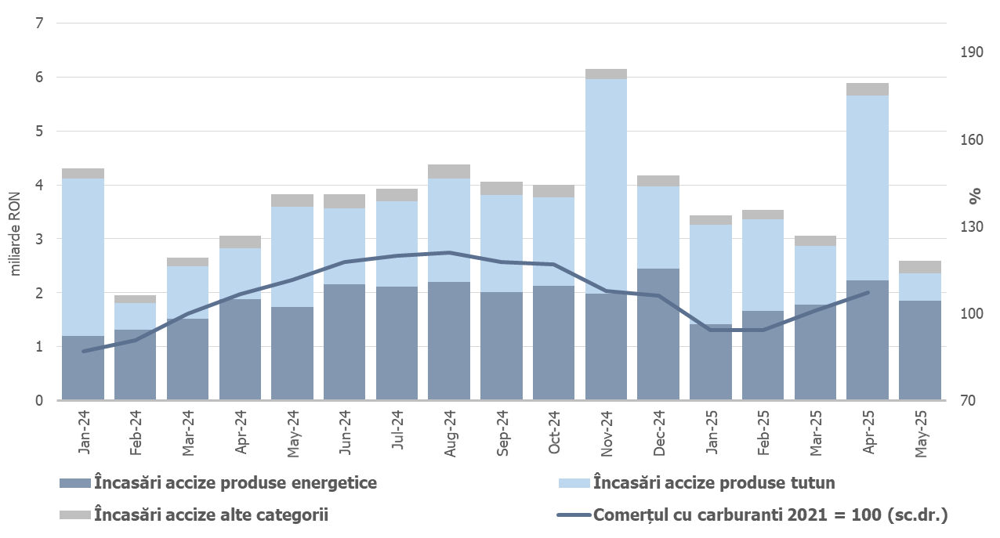 7
6
5
4
3
2
1
0
miliarde RON
190
160
130
100
70
%
Jan-24
Feb-24
Mar-24
Apr-24
May-24
Jun-24
Jul-24
Aug-24
Sep-24
Oct-24
Nov-24
Dec-24
Jan-25
Feb-25
Mar-25
Apr-25
May-25
Încasări accize produse energetice
Încasări accize produse tutun
Încasări accize alte categorii
Comerțul cu carburanti 2021 = 100 (sc.dr.)